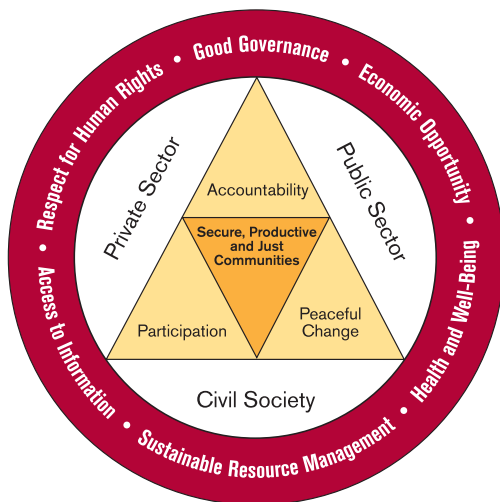 Good Governance • Economic Opportunity • Health and Well-Being • Sustainable Resource Management • Access to Information • Respect for Human Rights •
Private Sector
Public Sector
Accountability
Secure, Productive
and Just
Communities
Participation
Peaceful
Change
Civil Society